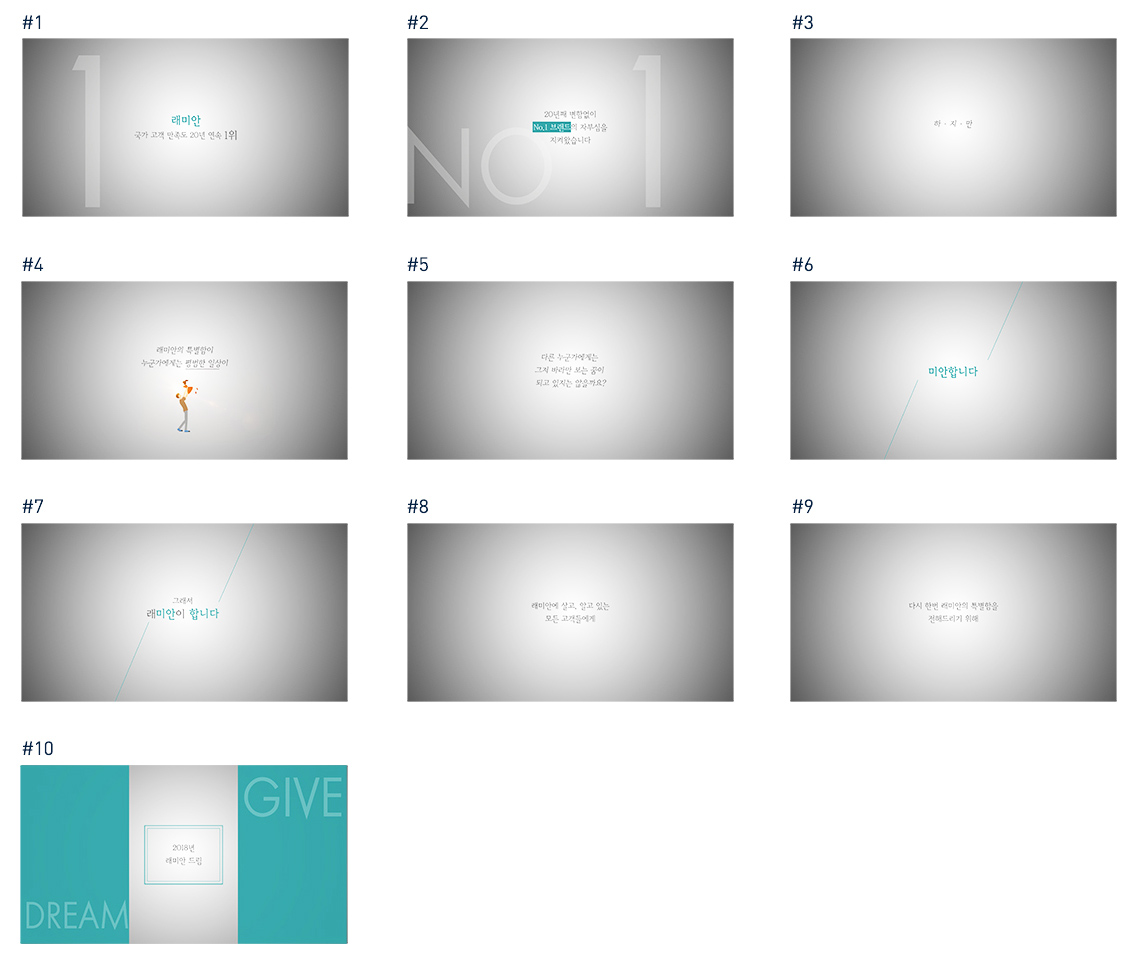 #1
#2
#3
1
래미안
국가 고객 만족도 20년 연속 1위
NO 1
20년째 변함없이
No.1 브랜드의 자부심을
지켜왔습니다
하 · 지 · 만
#4
#5
#6
래미안의 특별함이
누군가에게는 평범한 일상이
다른 누군가에게는
그저 바라만 보는 꿈이
되고 있지는 않을까요?
미안합니다
#7
#8
#9
그래서
래미안이 합니다
래미안에 살고, 알고 있는
모든 고객들에게
다시 한번 래미안의 특별함을
전해드리기 위해
#10
GIVE
2018년
래미안 드림
DREAM